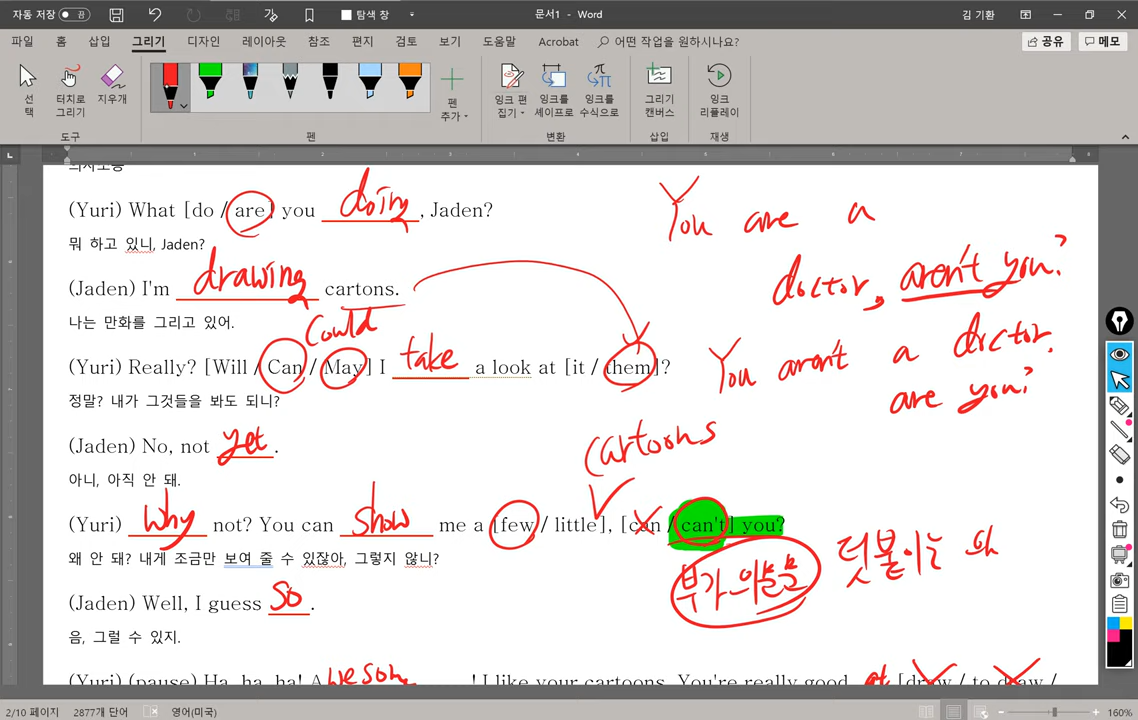 자동 저장 끔
탐색 창
문서1 - Word
김 기환
파일 홈 삽입 그리기 디자인 레이아웃 참조 편지 검토 보기 도움말 Acrobat 어떤 작업을 원하시나요? 공유 메모
선택
터치로 그리기
지우개
펜 추가
잉크 편집기
잉크를 셰이프로
잉크를 수식으로
그리기 캔버스
잉크 리플레이
도구 펜 변환 삽입 재생
의사소통
(Yuri) What [do / are] you doing, Jaden?
뭐 하고 있니, Jaden?
You are a
doctor, aren't you?
(Jaden) I'm drawing cartons.
나는 만화를 그리고 있어.
Could
(Yuri) Really? [Will / Can / May] I take a look at [it / them]?
정말? 내가 그것들을 봐도 되니?
You aren't a doctor.
are you?
(Jaden) No, not yet.
아니, 아직 안 돼.
cartoons
(Yuri) Why not? You can show me a [few / little], [can / can't] you?
왜 안 돼? 내게 조금만 보여 줄 수 있잖아, 그렇지 않니?
부가 의문문
덧붙이는
(Jaden) Well, I guess so.
음, 그럴 수 있지.
(Yuri) (pause) Ha, ha, ha! Awesome! I like your cartoons. You're really good at [draw / to draw /
2/10 페이지 2877개 단어 영어(미국) 160%